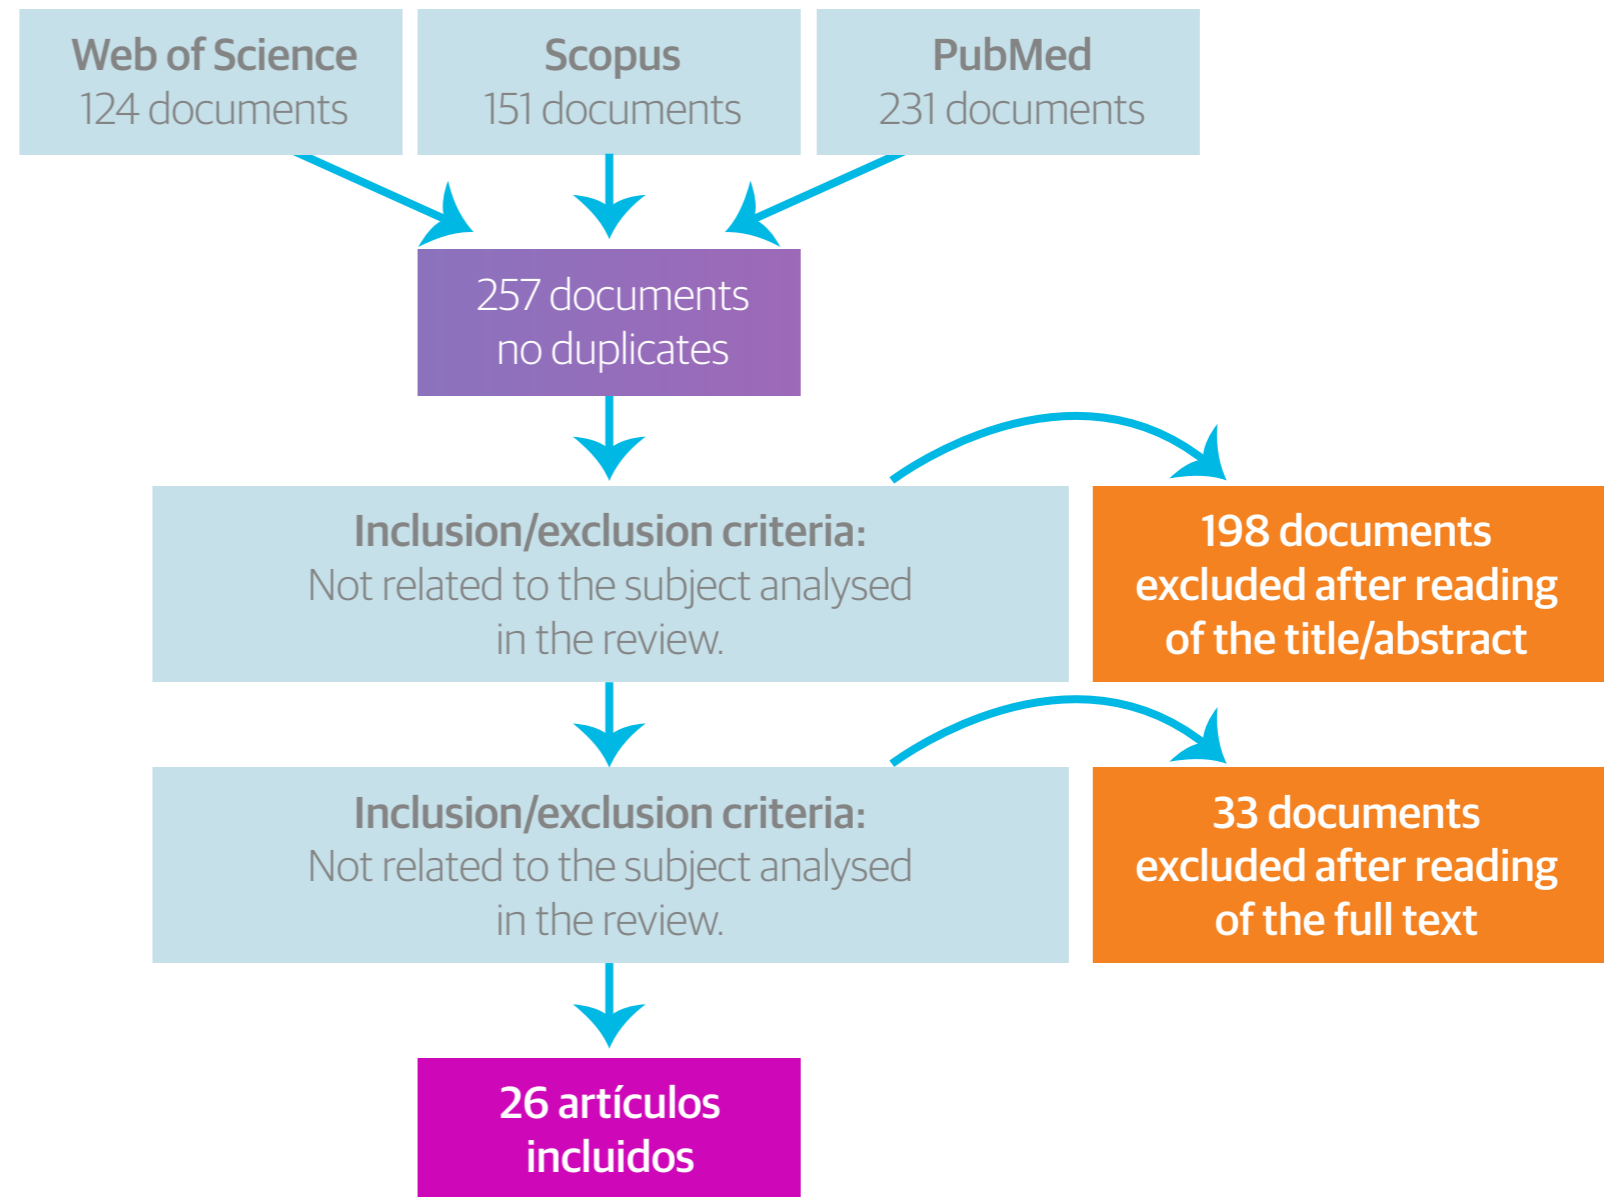 Web of Science
124 documents
Scopus
151 documents
PubMed
231 documents
257 documents
no duplicates
Inclusion/exclusion criteria:
Not related to the subject analysed
in the review.
198 documents
excluded after reading
of the title/abstract
Inclusion/exclusion criteria:
Not related to the subject analysed
in the review.
33 documents
excluded after reading
of the full text
26 artículos
incluidos